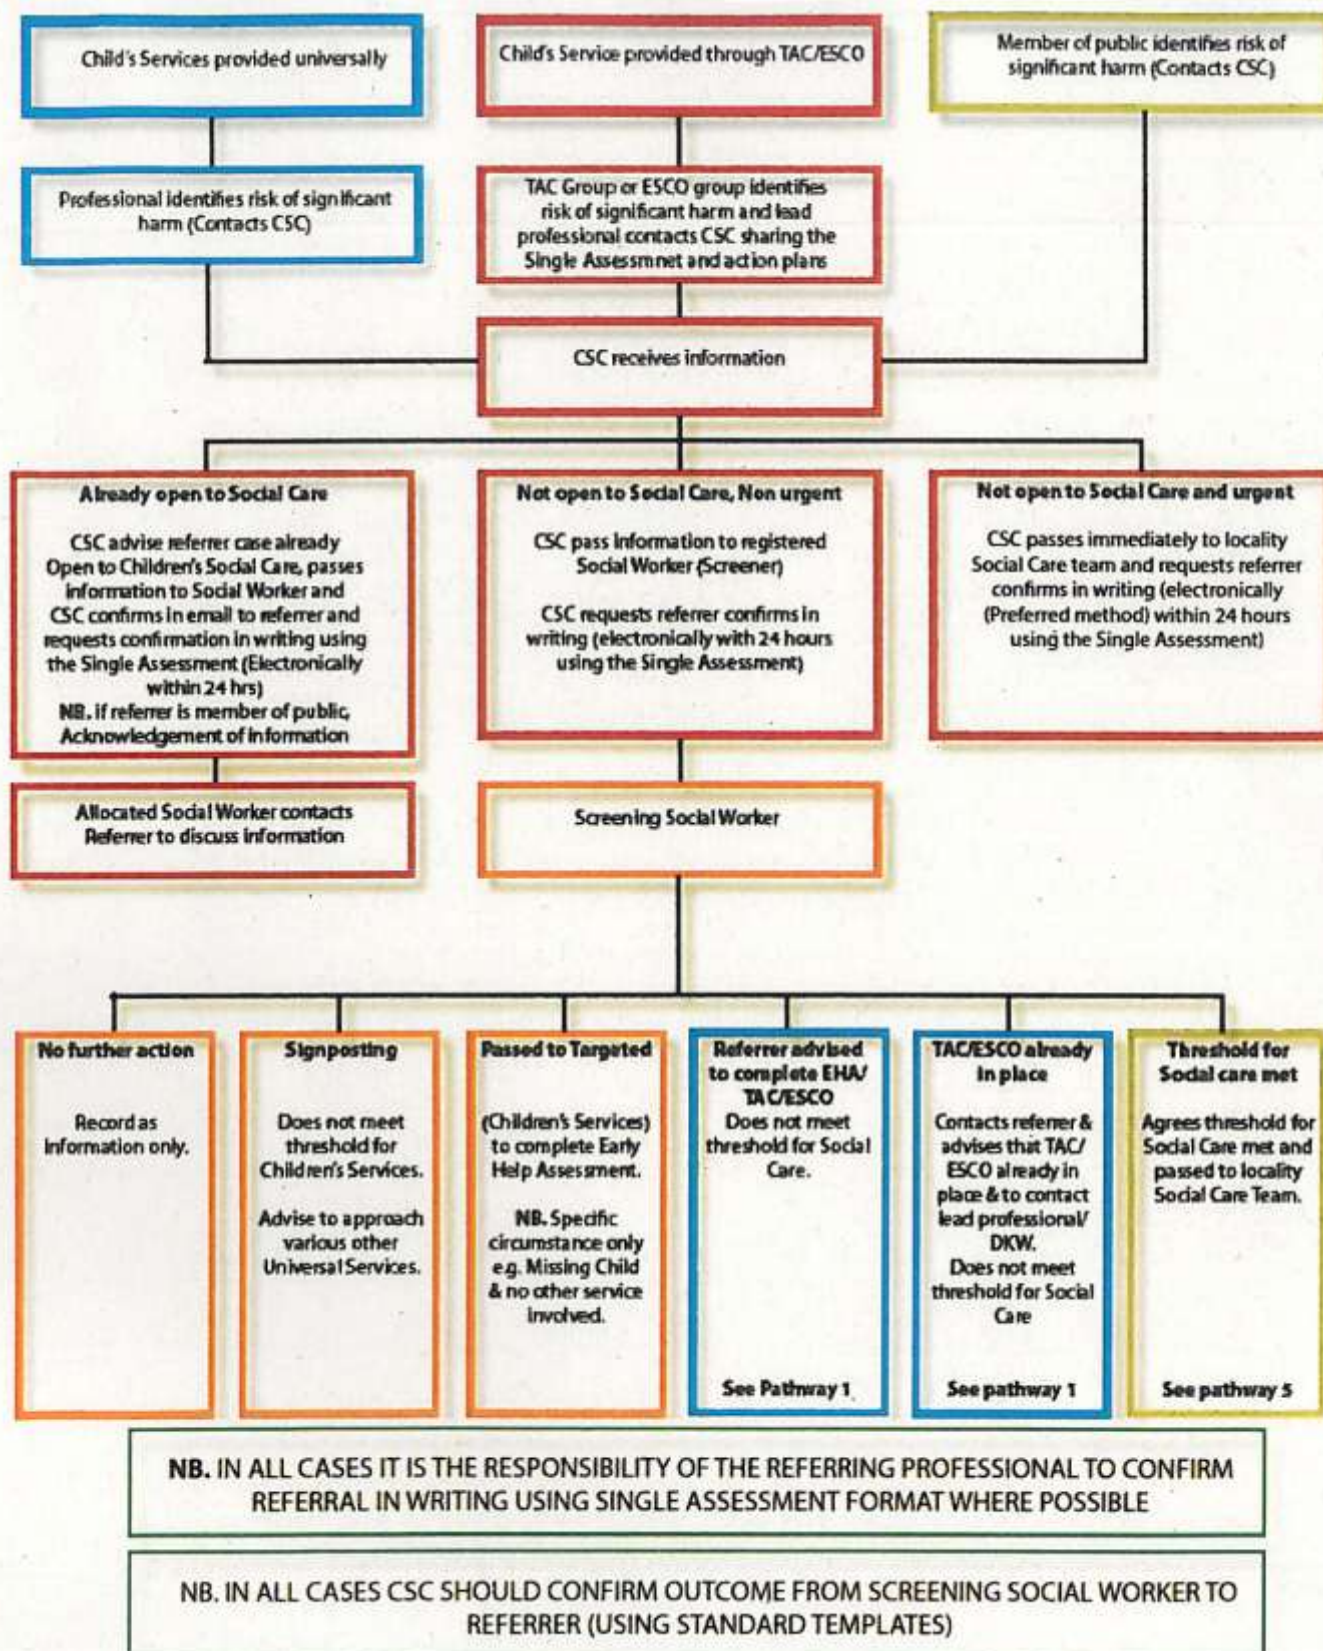 Child's Services provided universally
Child's Service provided through TAC/ESCO
Member of public identifies risk of
significant harm (Contacts CSC)
Professional identifies risk of significant
harm (Contacts CSC)
TAC Group or ESCO group identifies
risk of significant harm and lead
professional contacts CSC sharing the
Single Assessmnet and action plans
CSC receives information
Already open to Social Care
CSC advise referrer case already
Open to Children's Social Care, passes
information to Social Worker and
CSC confirms in email to referrer and
requests confirmation in writing using
the Single Assessment (Electronically
within 24 hrs)
NB. if referrer is member of public,
Acknowledgement of information
Not open to Social Care, Non urgent
CSC pass information to registered
Social Worker (Screener)
CSC requests referrer confirms in
writing (electronically with 24 hours
using the Single Assessment)
Not open to Social Care and urgent
CSC passes immediately to locality
Social Care team and requests referrer
confirms in writing (electronically
(Preferred method) within 24 hours
using the Single Assessment)
Allocated Social Worker contacts
Referrer to discuss information
Screening Social Worker
No further action
Record as
information only.
Signposting
Does not meet
threshold for
Children's Services.
Advise to approach
various other
Universal Services.
Passed to Targeted
(Children's Services)
to complete Early
Help Assessment.
NB. Specific
circumstance only
e.g. Missing Child
& no other service
involved.
Referrer advised
to complete EHA/
TAC/ESCO
Does not meet
threshold for Social
Care.
See Pathway 1
TAC/ESCO already
in place
Contacts referrer &
advises that TAC/
ESCO already in
place & to contact
lead professional/
DKW.
Does not meet
threshold for Social
Care
See pathway 1
Threshold for
Social care met
Agrees threshold for
Social Care met and
passed to locality
Social Care Team.
See pathway 5
NB. IN ALL CASES IT IS THE RESPONSIBILITY OF THE REFERRING PROFESSIONAL TO CONFIRM
REFERRAL IN WRITING USING SINGLE ASSESSMENT FORMAT WHERE POSSIBLE
NB. IN ALL CASES CSC SHOULD CONFIRM OUTCOME FROM SCREENING SOCIAL WORKER TO
REFERRER (USING STANDARD TEMPLATES)